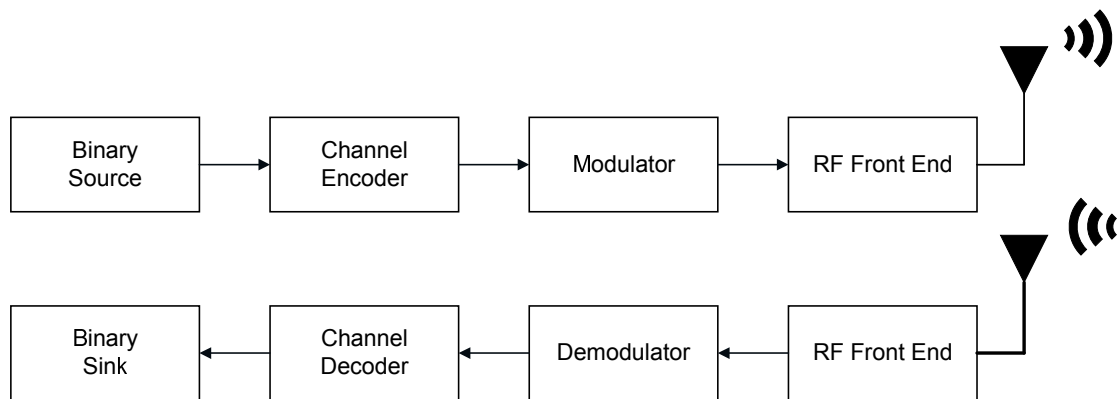 Binary
Source
Channel
Encoder
Modulator
RF Front End
Binary
Sink
Channel
Decoder
Demodulator
RF Front End